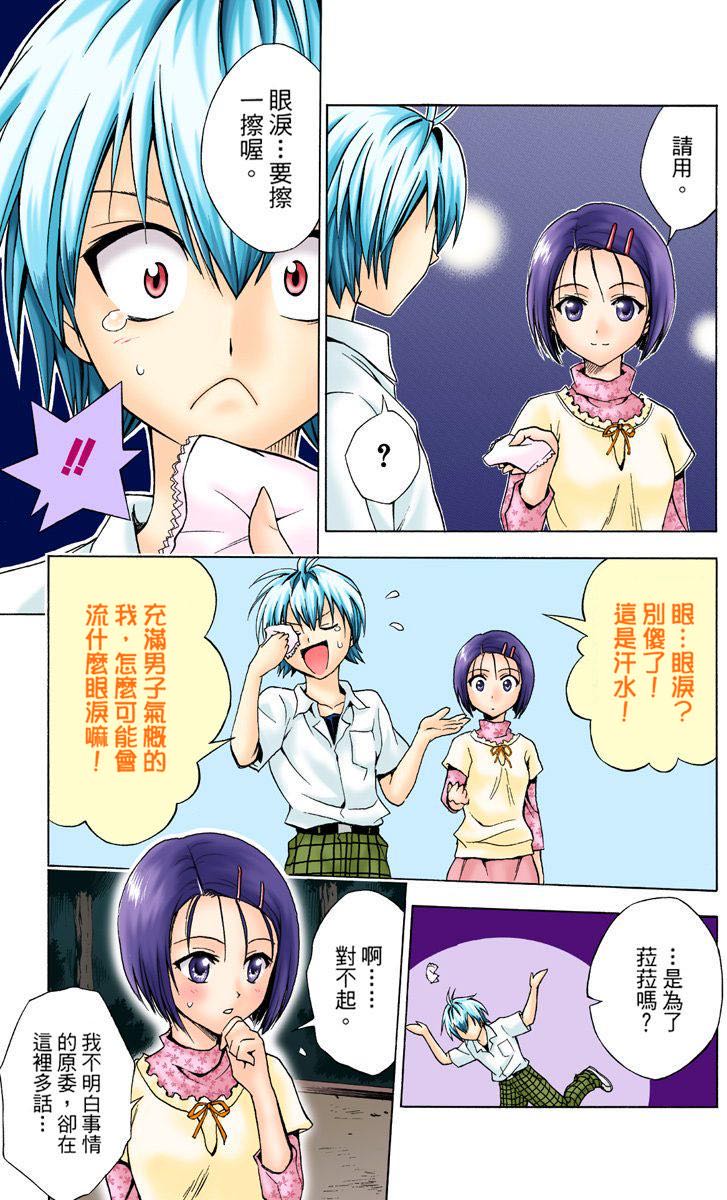 請用。
？
眼淚…要擦
一擦喔。
!!
眼…眼淚？
別傻了！
這是汗水！
充滿男子氣概的
我，怎麼可能會
流什麼眼淚嘛！
…是為了
菈菈嗎？
啊……
對不起。
我不明白事情
的原委，卻在
這裡多話…